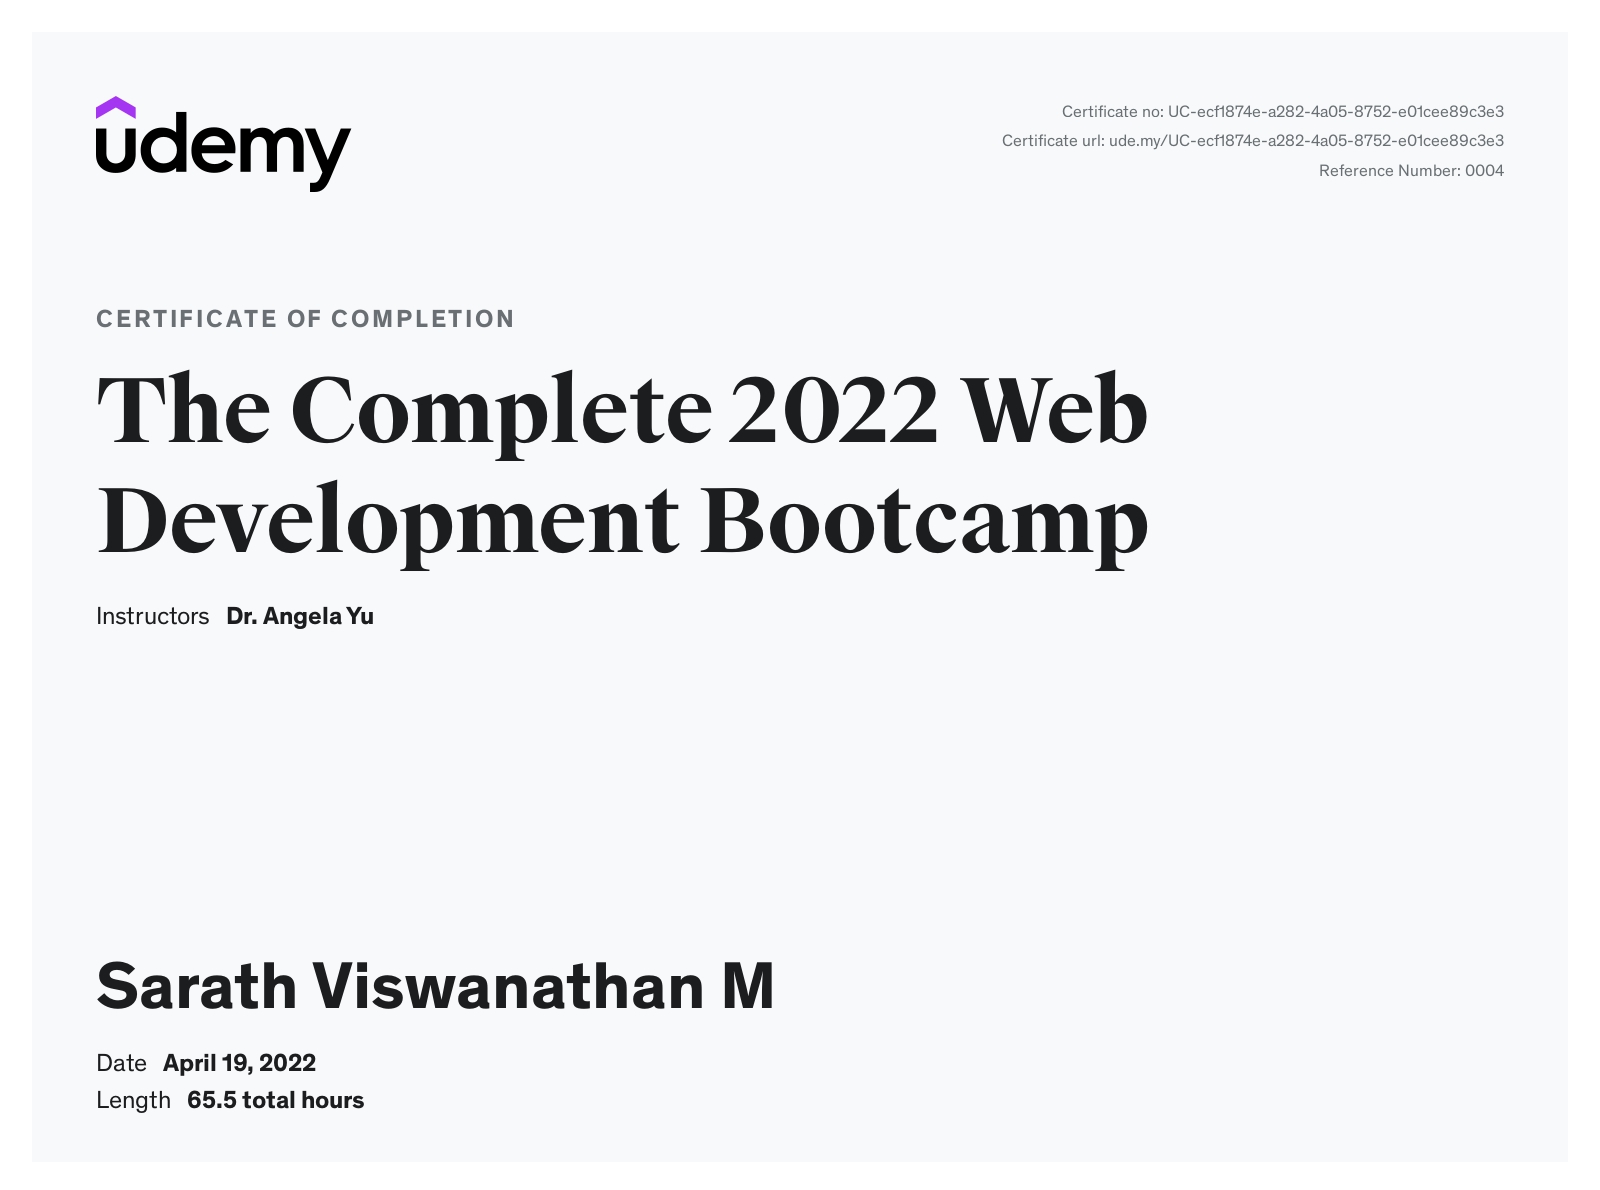 udemy
Certificate no: UC-ecf1874e-a282-4a05-8752-e01cee89c3e3
Certificate url: ude.my/UC-ecf1874e-a282-4a05-8752-e01cee89c3e3
Reference Number: 0004
CERTIFICATE OF COMPLETION
The Complete 2022 Web
Development Bootcamp
Instructors Dr. Angela Yu
Sarath Viswanathan M
Date April 19, 2022
Length 65.5 total hours